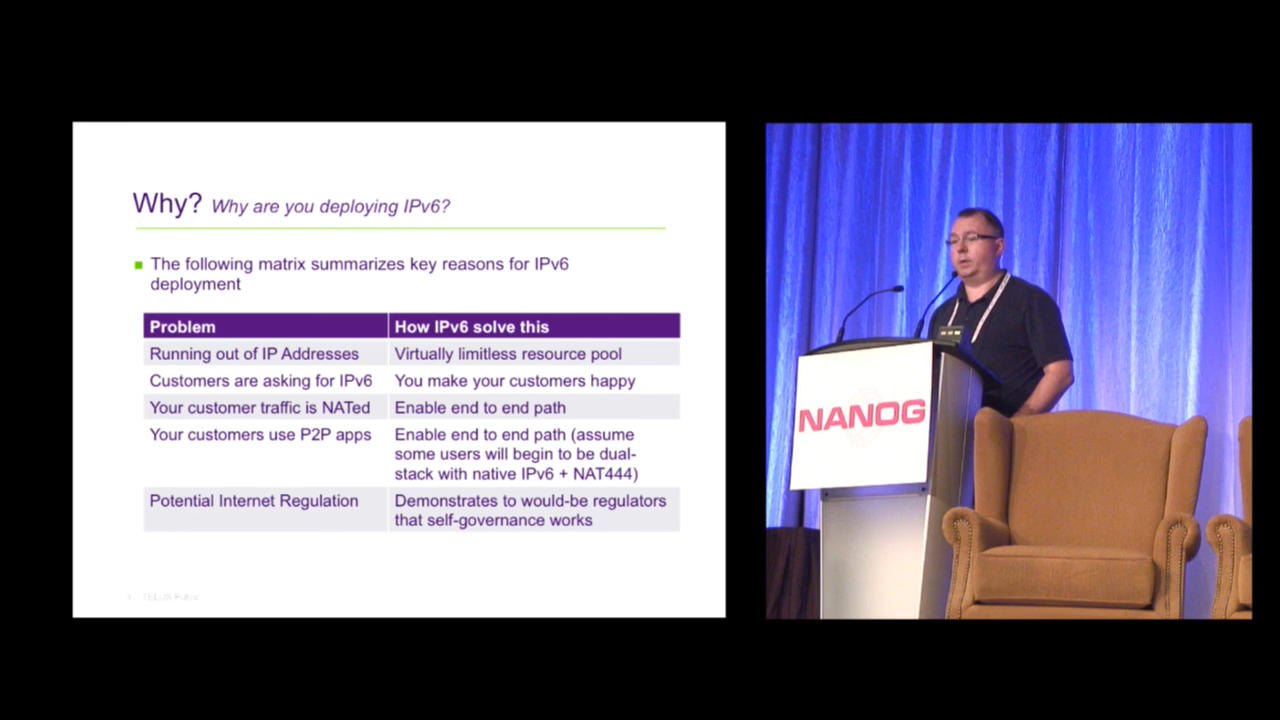 Why? Why are you deploying IPv6?
The following matrix summarizes key reasons for IPv6
deployment
Problem
How IPv6 solve this
Running out of IP Addresses
Virtually limitless resource pool
Customers are asking for IPv6
You make your customers happy
Your customer traffic is NATed
Enable end to end path
Your customers use P2P apps
Enable end to end path (assume
some users will begin to be dual-
stack with native IPv6 + NAT444)
Potential Internet Regulation
Demonstrates to would-be regulators
that self-governance works
TELUS Public
NANOG